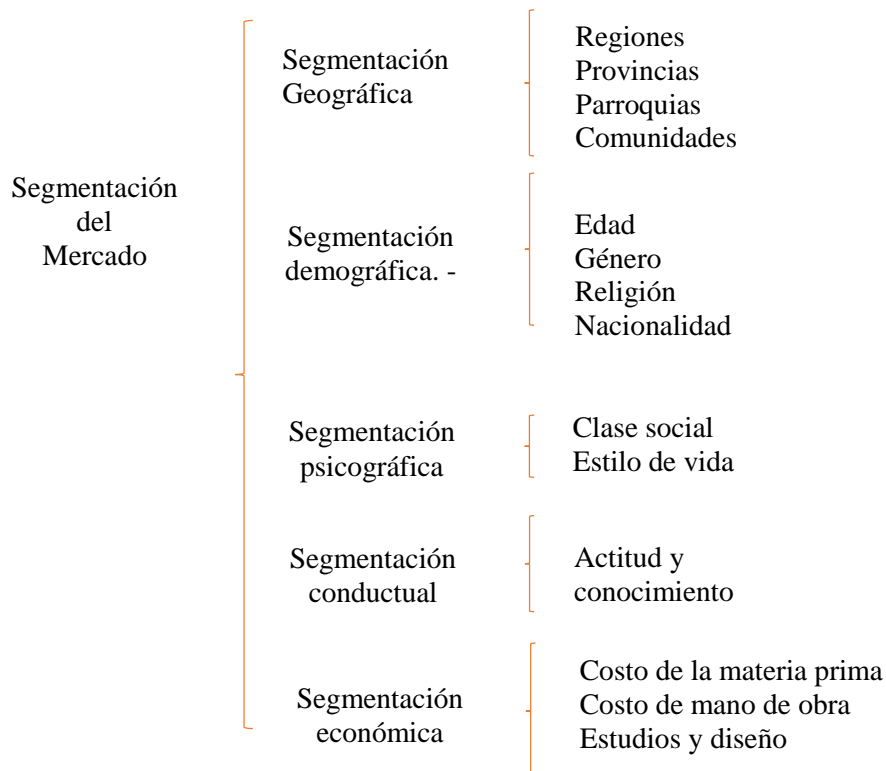 Segmentación
del
Mercado
Segmentación
Geográfica
Regiones
Provincias
Parroquias
Comunidades
Segmentación
demográfica. -
Edad
Género
Religión
Nacionalidad
Segmentación
psicográfica
Clase social
Estilo de vida
Segmentación
conductual
Actitud y
conocimiento
Segmentación
económica
Costo de la materia prima
Costo de mano de obra
Estudios y diseño